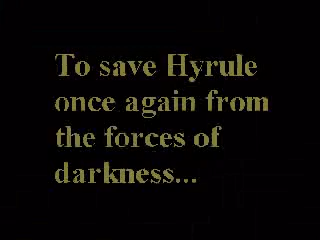 To save Hyrule
once again from
the forces of
darkness...